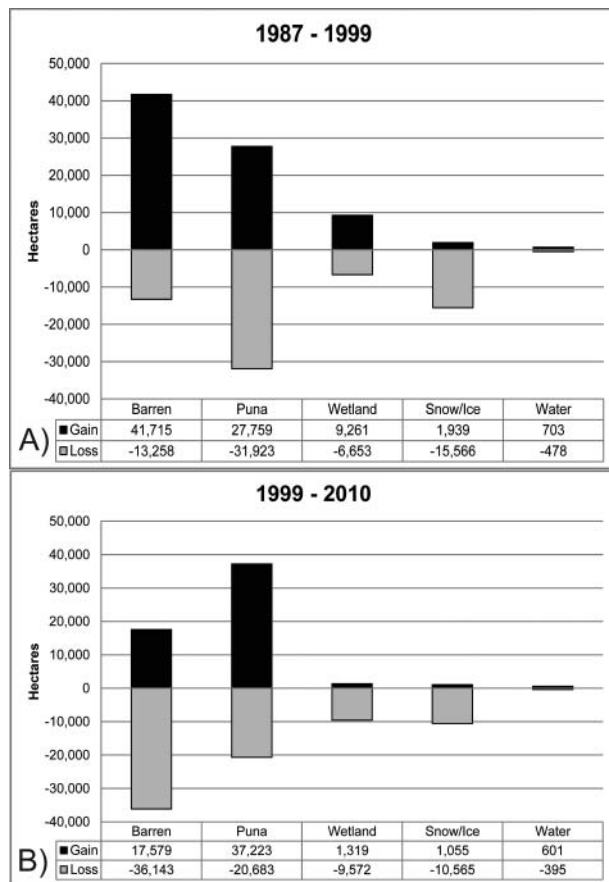 1987 - 1999
50,000
40,000
30,000
20,000
10,000
0
-10,000
-20,000
-30,000
-40,000
Hectares
Barren Puna Wetland Snow/Ice Water
Gain 41,715 27,759 9,261 1,939 703
Loss -13,258 -31,923 -6,653 -15,566 -478
A)
1999 - 2010
50,000
40,000
30,000
20,000
10,000
0
-10,000
-20,000
-30,000
-40,000
Hectares
Barren Puna Wetland Snow/Ice Water
Gain 17,579 37,223 1,319 1,055 601
Loss -36,143 -20,683 -9,572 -10,565 -395
B)